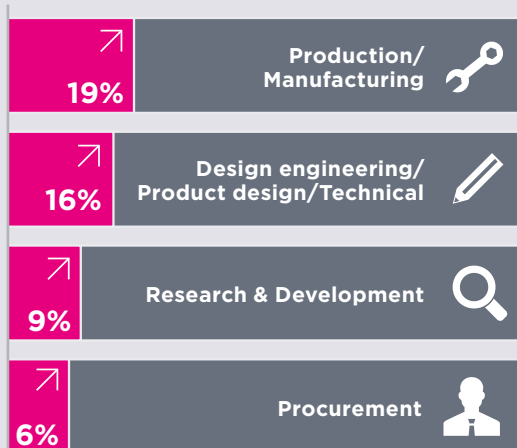 19%
Production/
Manufacturing
16%
Design engineering/
Product design/Technical
9%
Research & Development
6%
Procurement